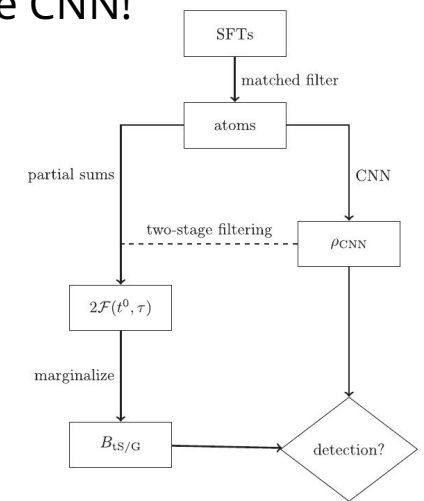 e CNN!
SFTs
matched filter
atoms
partial sums
CNN
two-stage filtering
ρCNN
2𝓕(t⁰, τ)
marginalize
BtS/G
detection?